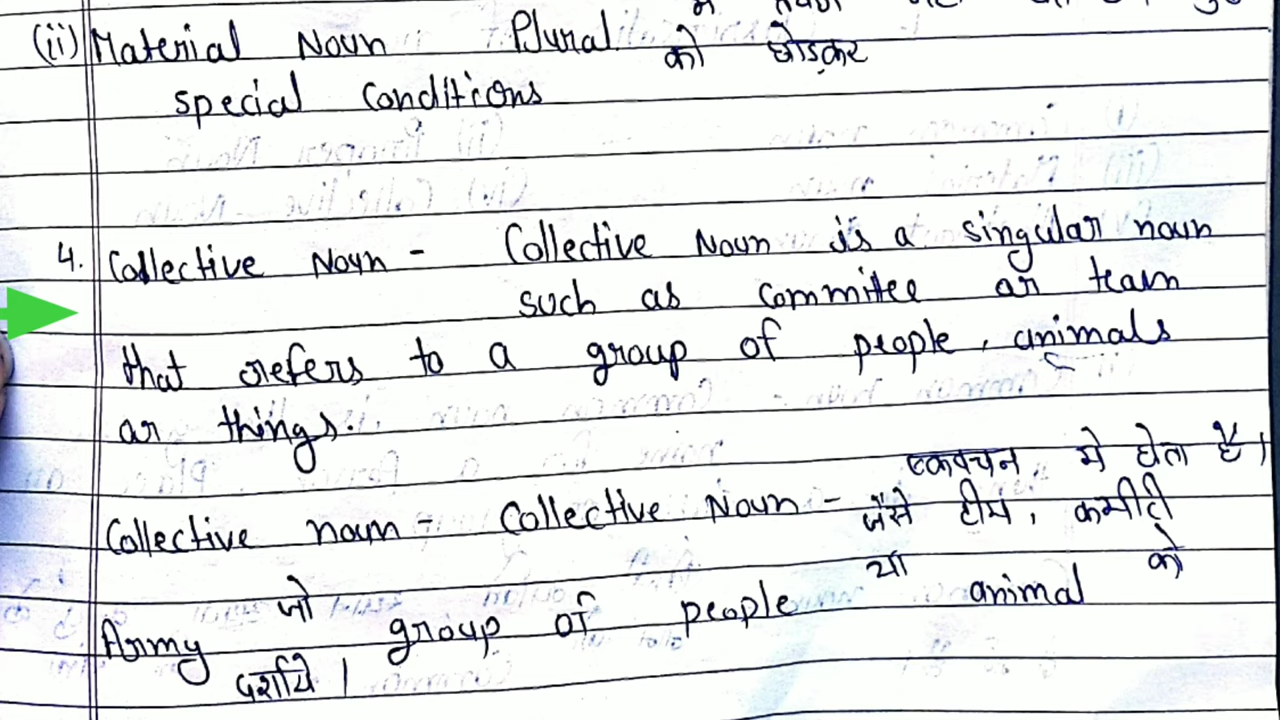 (ii) Material Noun Plural को छोड़कर
special conditions
4. Collective Noun - Collective Noun is a singular noun
such as commitee or team
that refers to a group of people, animals
or things.
Collective noun - Collective Noun - एकवचन में होता है।
जैसे टीम, कमीटी
Army जो group of people या animal को
दर्शाये।